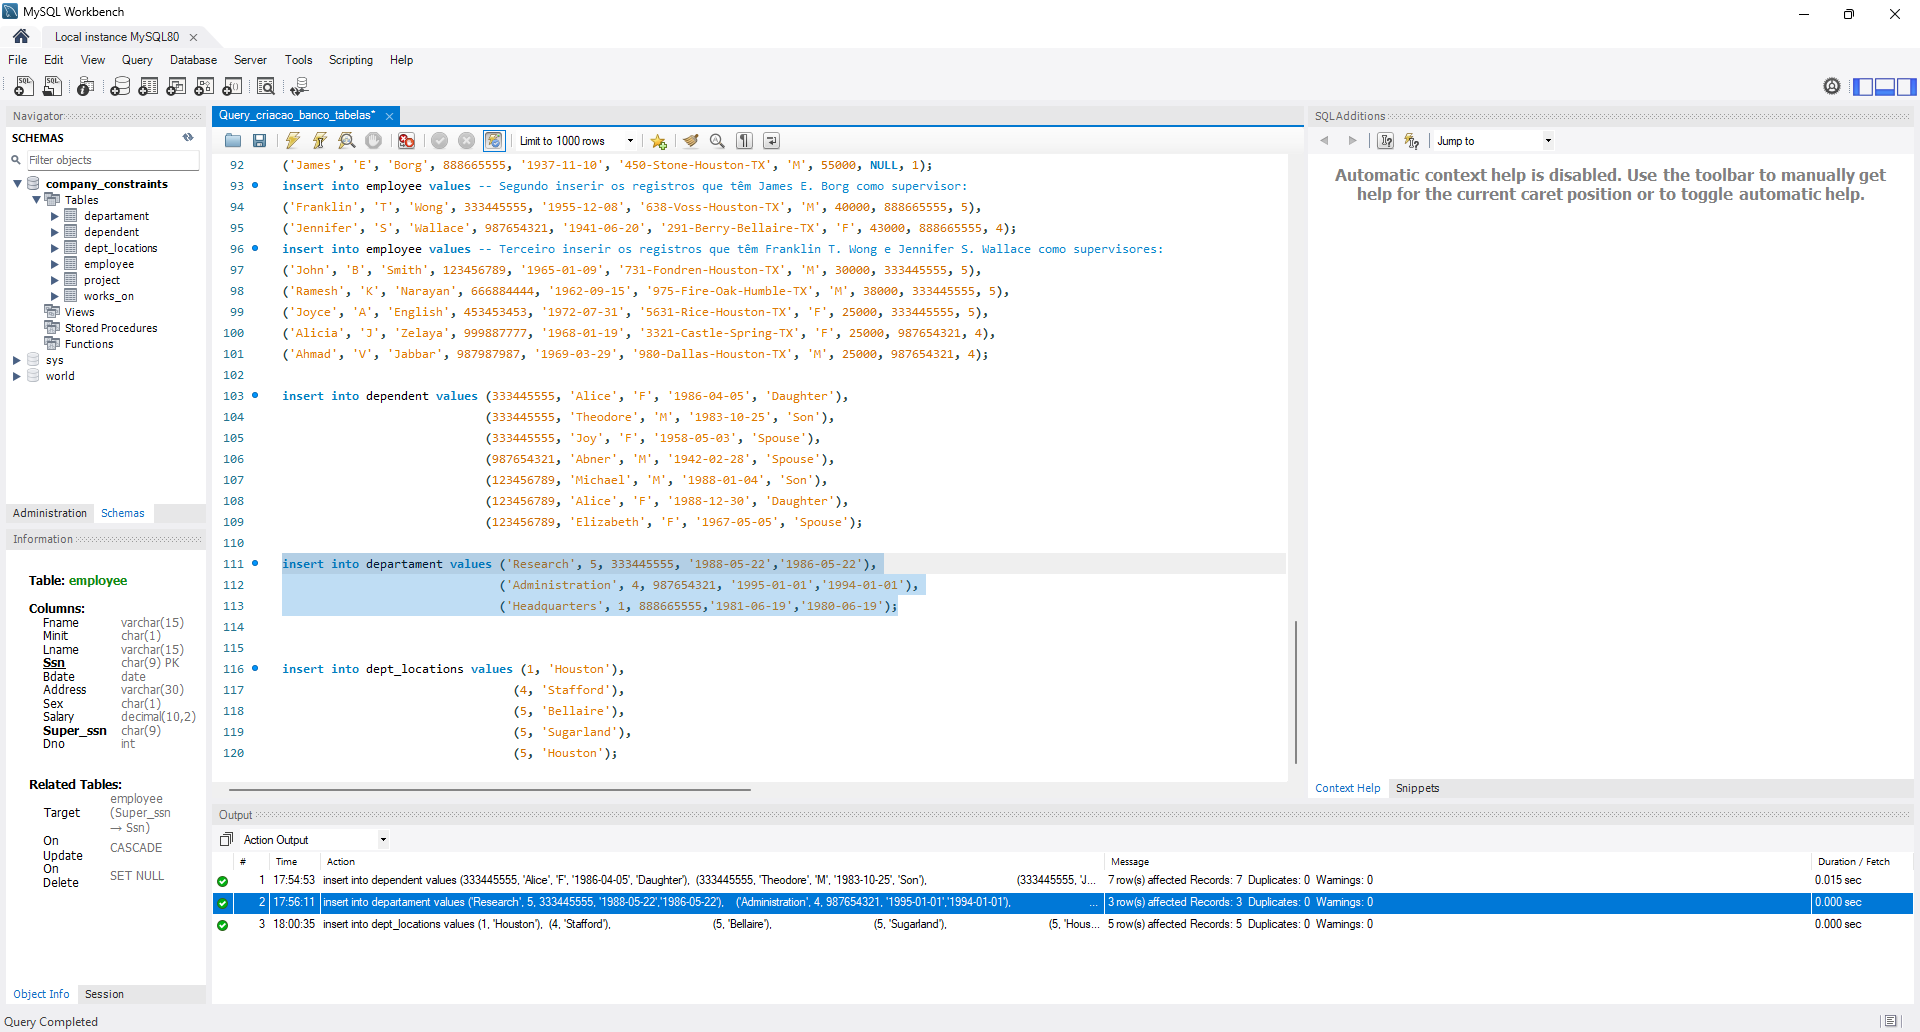 MySQL Workbench
Local instance MySQL80
File Edit View Query Database Server Tools Scripting Help
Navigator
SCHEMAS
Filter objects
company_constraints
Tables
departament
dependent
dept_locations
employee
project
works_on
Views
Stored Procedures
Functions
sys
world
Administration Schemas
Information
Table: employee
Columns:
Fname varchar(15)
Minit char(1)
Lname varchar(15)
Ssn char(9) PK
Bdate date
Address varchar(30)
Sex char(1)
Salary decimal(10,2)
Super_ssn char(9)
Dno int
Related Tables:
Target employee (Super_ssn → Ssn)
On Update CASCADE
On Delete SET NULL
Object Info Session
Query_criacao_banco_tabelas*
Limit to 1000 rows
92 ('James', 'E', 'Borg', 888665555, '1937-11-10', '450-Stone-Houston-TX', 'M', 55000, NULL, 1);
93 insert into employee values -- Segundo inserir os registros que têm James E. Borg como supervisor:
94 ('Franklin', 'T', 'Wong', 333445555, '1955-12-08', '638-Voss-Houston-TX', 'M', 40000, 888665555, 5),
95 ('Jennifer', 'S', 'Wallace', 987654321, '1941-06-20', '291-Berry-Bellaire-TX', 'F', 43000, 888665555, 4);
96 insert into employee values -- Terceiro inserir os registros que têm Franklin T. Wong e Jennifer S. Wallace como supervisores:
97 ('John', 'B', 'Smith', 123456789, '1965-01-09', '731-Fondren-Houston-TX', 'M', 30000, 333445555, 5),
98 ('Ramesh', 'K', 'Narayan', 666884444, '1962-09-15', '975-Fire-Oak-Humble-TX', 'M', 38000, 333445555, 5),
99 ('Joyce', 'A', 'English', 453453453, '1972-07-31', '5631-Rice-Houston-TX', 'F', 25000, 333445555, 5),
100 ('Alicia', 'J', 'Zelaya', 999887777, '1968-01-19', '3321-Castle-Spring-TX', 'F', 25000, 987654321, 4),
101 ('Ahmad', 'V', 'Jabbar', 987987987, '1969-03-29', '980-Dallas-Houston-TX', 'M', 25000, 987654321, 4);
102
103 insert into dependent values (333445555, 'Alice', 'F', '1986-04-05', 'Daughter'),
104 (333445555, 'Theodore', 'M', '1983-10-25', 'Son'),
105 (333445555, 'Joy', 'F', '1958-05-03', 'Spouse'),
106 (987654321, 'Abner', 'M', '1942-02-28', 'Spouse'),
107 (123456789, 'Michael', 'M', '1988-01-04', 'Son'),
108 (123456789, 'Alice', 'F', '1988-12-30', 'Daughter'),
109 (123456789, 'Elizabeth', 'F', '1967-05-05', 'Spouse');
110
111 insert into departament values ('Research', 5, 333445555, '1988-05-22','1986-05-22'),
112 ('Administration', 4, 987654321, '1995-01-01','1994-01-01'),
113 ('Headquarters', 1, 888665555,'1981-06-19','1980-06-19');
114
115
116 insert into dept_locations values (1, 'Houston'),
117 (4, 'Stafford'),
118 (5, 'Bellaire'),
119 (5, 'Sugarland'),
120 (5, 'Houston');
SQLAdditions
Jump to
Automatic context help is disabled. Use the toolbar to manually get
help for the current caret position or to toggle automatic help.
Context Help Snippets
Output
Action Output
# Time Action Message Duration / Fetch
1 17:54:53 insert into dependent values (333445555, 'Alice', 'F', '1986-04-05', 'Daughter'), (333445555, 'Theodore', 'M', '1983-10-25', 'Son'), (333445555, 'J... 7 row(s) affected Records: 7 Duplicates: 0 Warnings: 0 0.015 sec
2 17:56:11 insert into departament values ('Research', 5, 333445555, '1988-05-22','1986-05-22'), ('Administration', 4, 987654321, '1995-01-01','1994-01-01'), ... 3 row(s) affected Records: 3 Duplicates: 0 Warnings: 0 0.000 sec
3 18:00:35 insert into dept_locations values (1, 'Houston'), (4, 'Stafford'), (5, 'Bellaire'), (5, 'Sugarland'), (5, 'Hous... 5 row(s) affected Records: 5 Duplicates: 0 Warnings: 0 0.000 sec
Query Completed